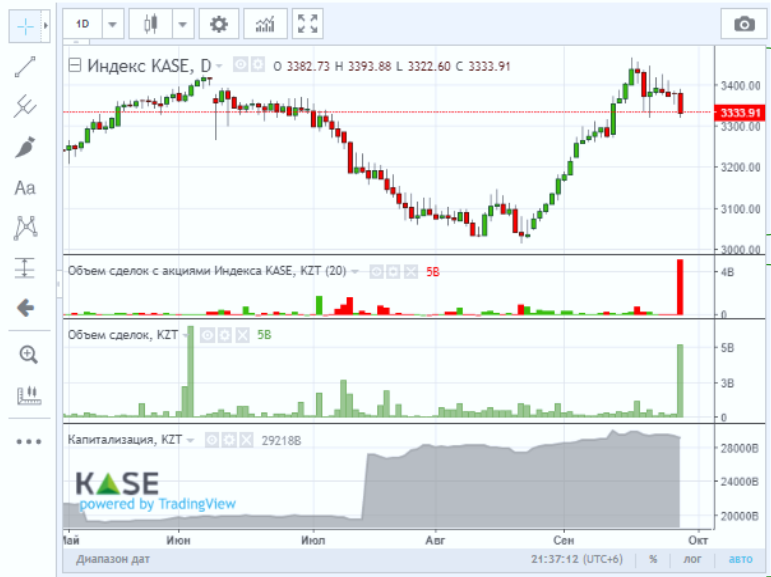 1D
Aa
Индекс KASE, D
O 3382.73 H 3393.88 L 3322.60 C 3333.91
3400.00
3333.91
3300.00
3200.00
3100.00
3000.00
Объем сделок с акциями Индекса KASE, KZT (20) 5B
4B
0
Объем сделок, KZT 5B
5B
3B
0
Капитализация, KZT 29218B
28000B
24000B
20000B
KASE
powered by TradingView
Май Июн Июл Авг Сен Окт
Диапазон дат 21:37:12 (UTC+6) % лог авто